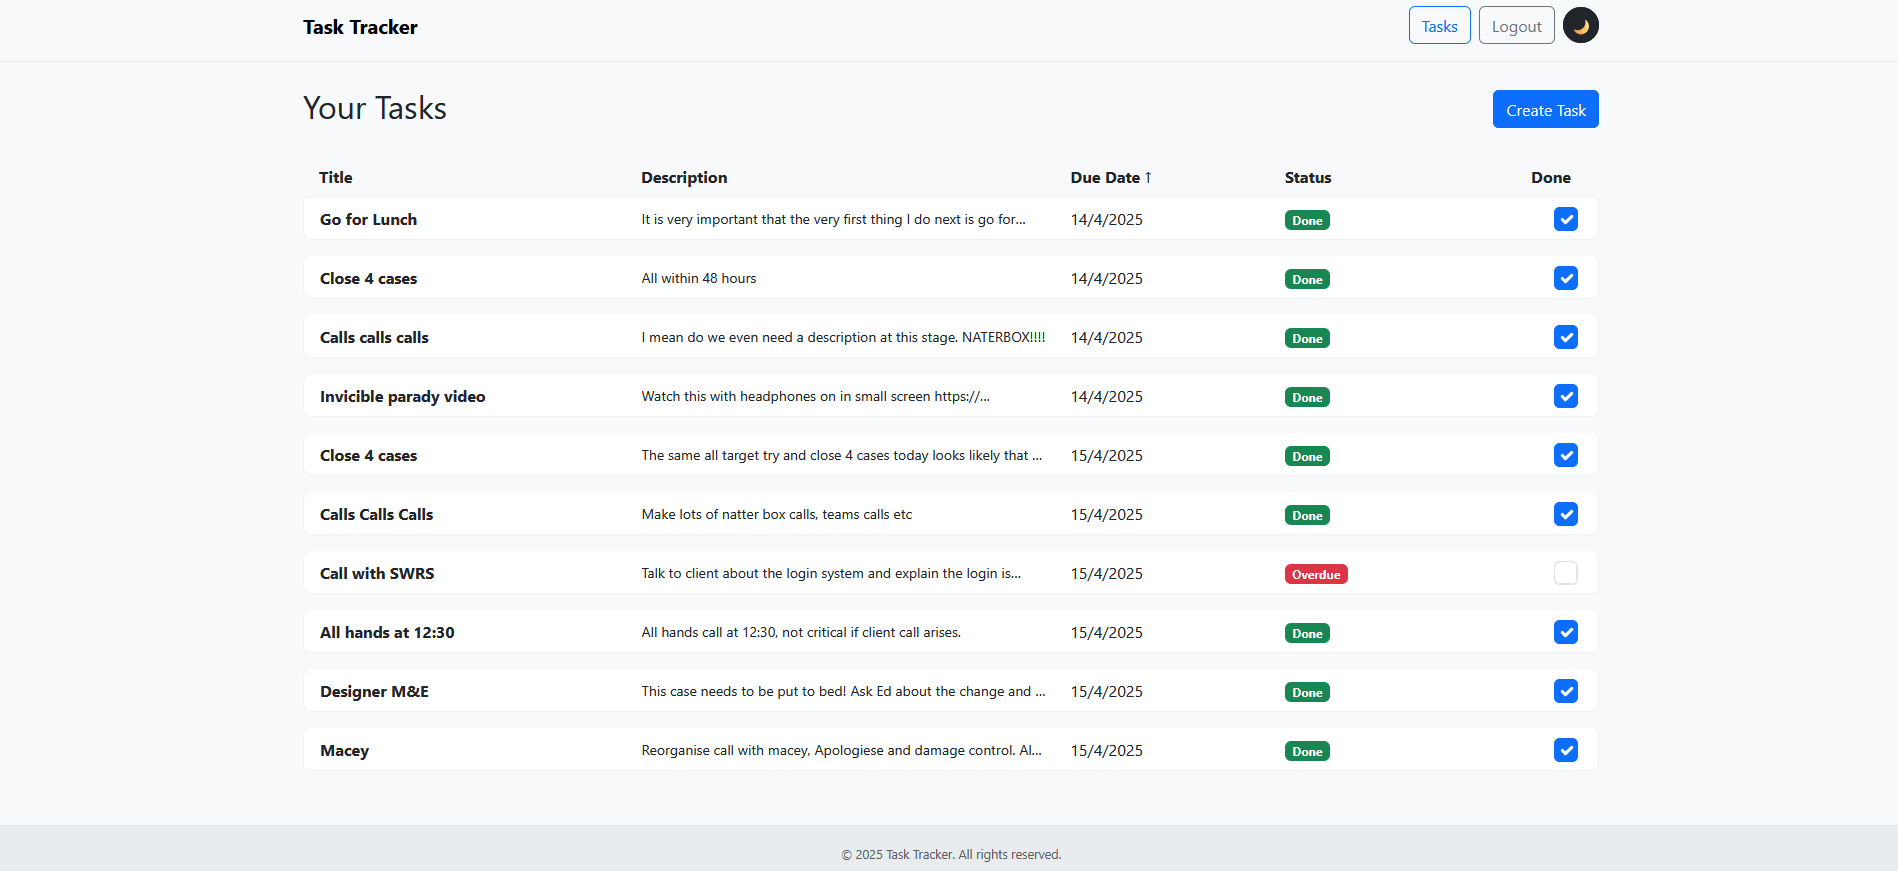 Task Tracker
Tasks
Logout
Your Tasks
Create Task
Title Description Due Date ↑ Status Done
Go for Lunch It is very important that the very first thing I do next is go for... 14/4/2025 Done
Close 4 cases All within 48 hours 14/4/2025 Done
Calls calls calls I mean do we even need a description at this stage. NATERBOX!!!! 14/4/2025 Done
Invicible parady video Watch this with headphones on in small screen https://... 14/4/2025 Done
Close 4 cases The same all target try and close 4 cases today looks likely that ... 15/4/2025 Done
Calls Calls Calls Make lots of natter box calls, teams calls etc 15/4/2025 Done
Call with SWRS Talk to client about the login system and explain the login is... 15/4/2025 Overdue
All hands at 12:30 All hands call at 12:30, not critical if client call arises. 15/4/2025 Done
Designer M&E This case needs to be put to bed! Ask Ed about the change and ... 15/4/2025 Done
Macey Reorganise call with macey, Apologiese and damage control. Al... 15/4/2025 Done
© 2025 Task Tracker. All rights reserved.